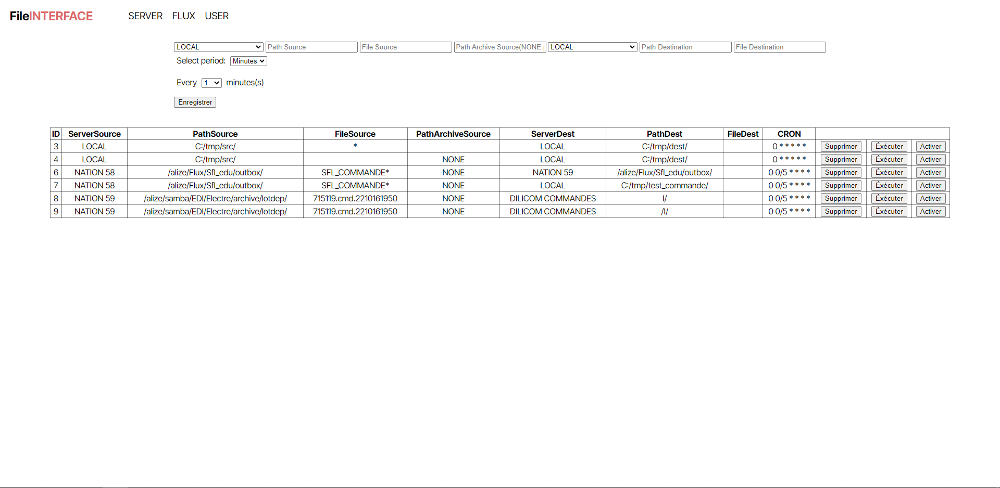 FileINTERFACE SERVER FLUX USER
LOCAL Path Source File Source Path Archive Source(NONE LOCAL Path Destination File Destination
Select period: Minutes
Every 1 minutes(s)
Enregistrer
ID ServerSource PathSource FileSource PathArchiveSource ServerDest PathDest FileDest CRON
3 LOCAL C:/tmp/src/ * LOCAL C:/tmp/dest/ 0 * * * * * Supprimer Éxécuter Activer
4 LOCAL C:/tmp/src/ NONE LOCAL C:/tmp/dest/ 0 * * * * * Supprimer Éxécuter Activer
6 NATION 58 /alize/Flux/Sfl_edu/outbox/ SFL_COMMANDE* NONE NATION 59 /alize/Flux/Sfl_edu/outbox/ 0 0/5 * * * * Supprimer Éxécuter Activer
7 NATION 58 /alize/Flux/Sfl_edu/outbox/ SFL_COMMANDE* NONE LOCAL C:/tmp/test_commande/ 0 0/5 * * * * Supprimer Éxécuter Activer
8 NATION 59 /alize/samba/EDI/Electre/archive/lotdep/ 715119.cmd.2210161950 NONE DILICOM COMMANDES I/ 0 0/5 * * * * Supprimer Éxécuter Activer
9 NATION 59 /alize/samba/EDI/Electre/archive/lotdep/ 715119.cmd.2210161950 NONE DILICOM COMMANDES /I/ 0 0/5 * * * * Supprimer Éxécuter Activer